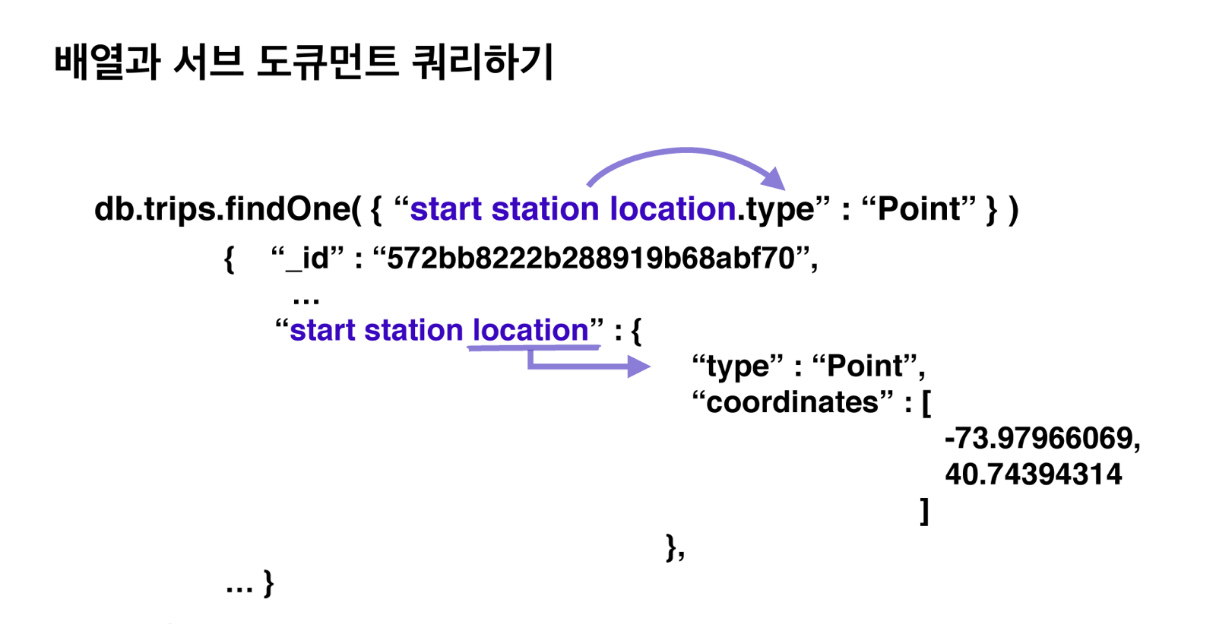 배열과 서브 도큐먼트 쿼리하기
db.trips.findOne( { “start station location.type” : “Point” } )
{ “_id” : “572bb8222b288919b68abf70”,
…
“start station location” : {
“type” : “Point”,
“coordinates” : [
-73.97966069,
40.74394314
]
},
… }